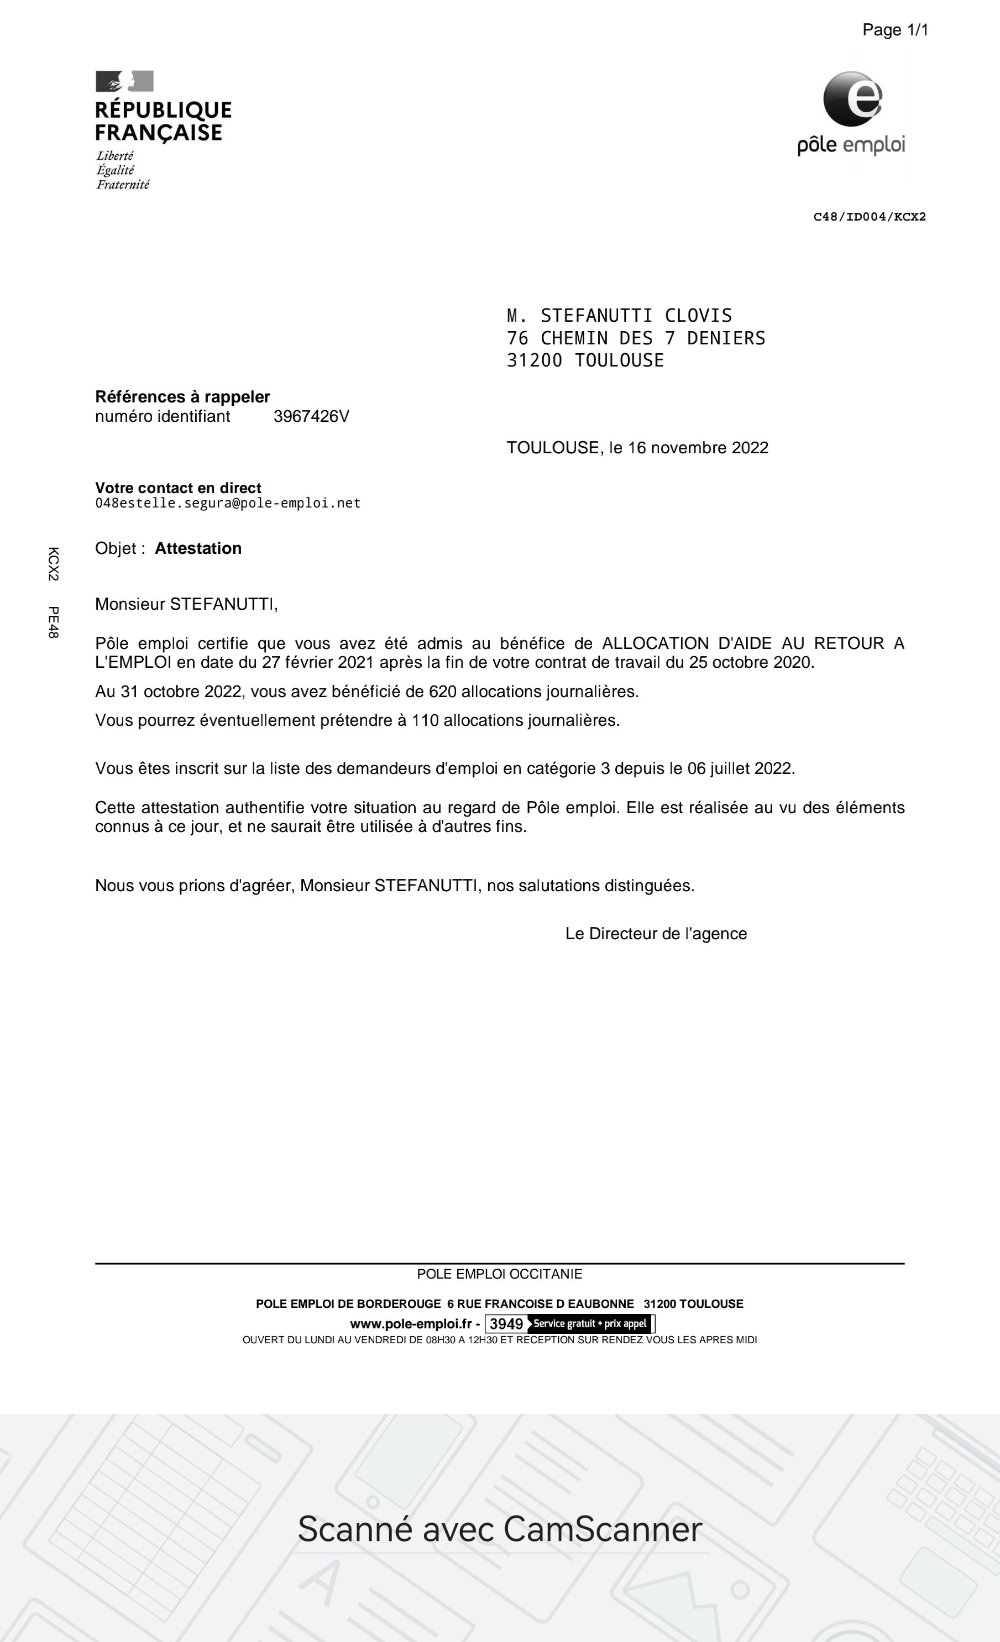 Page 1/1
RÉPUBLIQUE
FRANÇAISE
Liberté
Égalité
Fraternité
pôle emploi
C48/ID004/KCX2
M. STEFANUTTI CLOVIS
76 CHEMIN DES 7 DENIERS
31200 TOULOUSE
Références à rappeler
numéro identifiant 3967426V
TOULOUSE, le 16 novembre 2022
Votre contact en direct
048estelle.segura@pole-emploi.net
KCX2 PE48
Objet : Attestation
Monsieur STEFANUTTI,
Pôle emploi certifie que vous avez été admis au bénéfice de ALLOCATION D'AIDE AU RETOUR A
L'EMPLOI en date du 27 février 2021 après la fin de votre contrat de travail du 25 octobre 2020.
Au 31 octobre 2022, vous avez bénéficié de 620 allocations journalières.
Vous pourrez éventuellement prétendre à 110 allocations journalières.
Vous êtes inscrit sur la liste des demandeurs d'emploi en catégorie 3 depuis le 06 juillet 2022.
Cette attestation authentifie votre situation au regard de Pôle emploi. Elle est réalisée au vu des éléments
connus à ce jour, et ne saurait être utilisée à d'autres fins.
Nous vous prions d'agréer, Monsieur STEFANUTTI, nos salutations distinguées.
Le Directeur de l'agence
POLE EMPLOI OCCITANIE
POLE EMPLOI DE BORDEROUGE 6 RUE FRANCOISE D EAUBONNE 31200 TOULOUSE
www.pole-emploi.fr - 3949 Service gratuit + prix appel
OUVERT DU LUNDI AU VENDREDI DE 08H30 A 12H30 ET RECEPTION SUR RENDEZ VOUS LES APRES MIDI
Scanné avec CamScanner